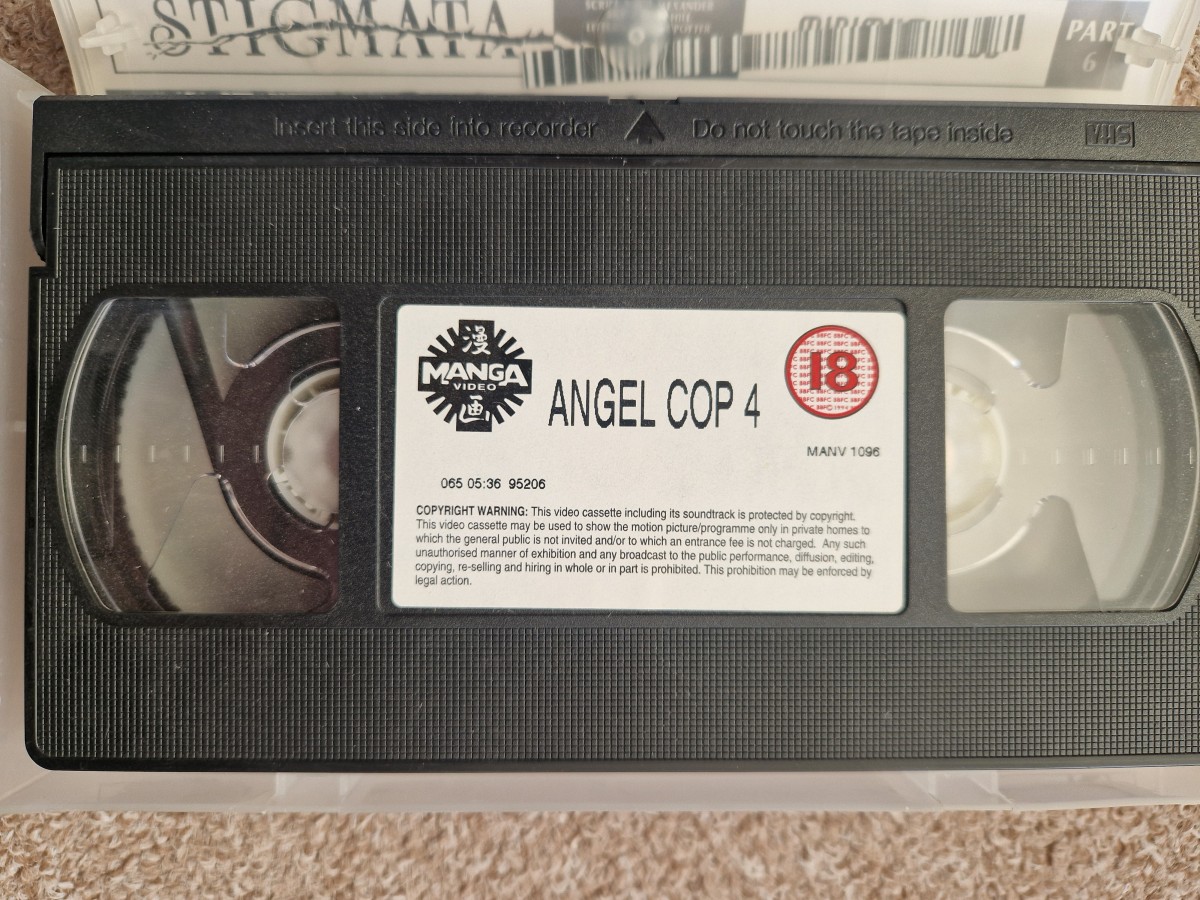 STIGMATA
PART
6
Insert this side into recorder
Do not touch the tape inside
VHS
漫
MANGA
VIDEO
画
ANGEL COP 4
18
MANV 1096
065 05:36 95206
COPYRIGHT WARNING: This video cassette including its soundtrack is protected by copyright.
This video cassette may be used to show the motion picture/programme only in private homes to
which the general public is not invited and/or to which an entrance fee is not charged. Any such
unauthorised manner of exhibition and any broadcast to the public performance, diffusion, editing,
copying, re-selling and hiring in whole or in part is prohibited. This prohibition may be enforced by
legal action.